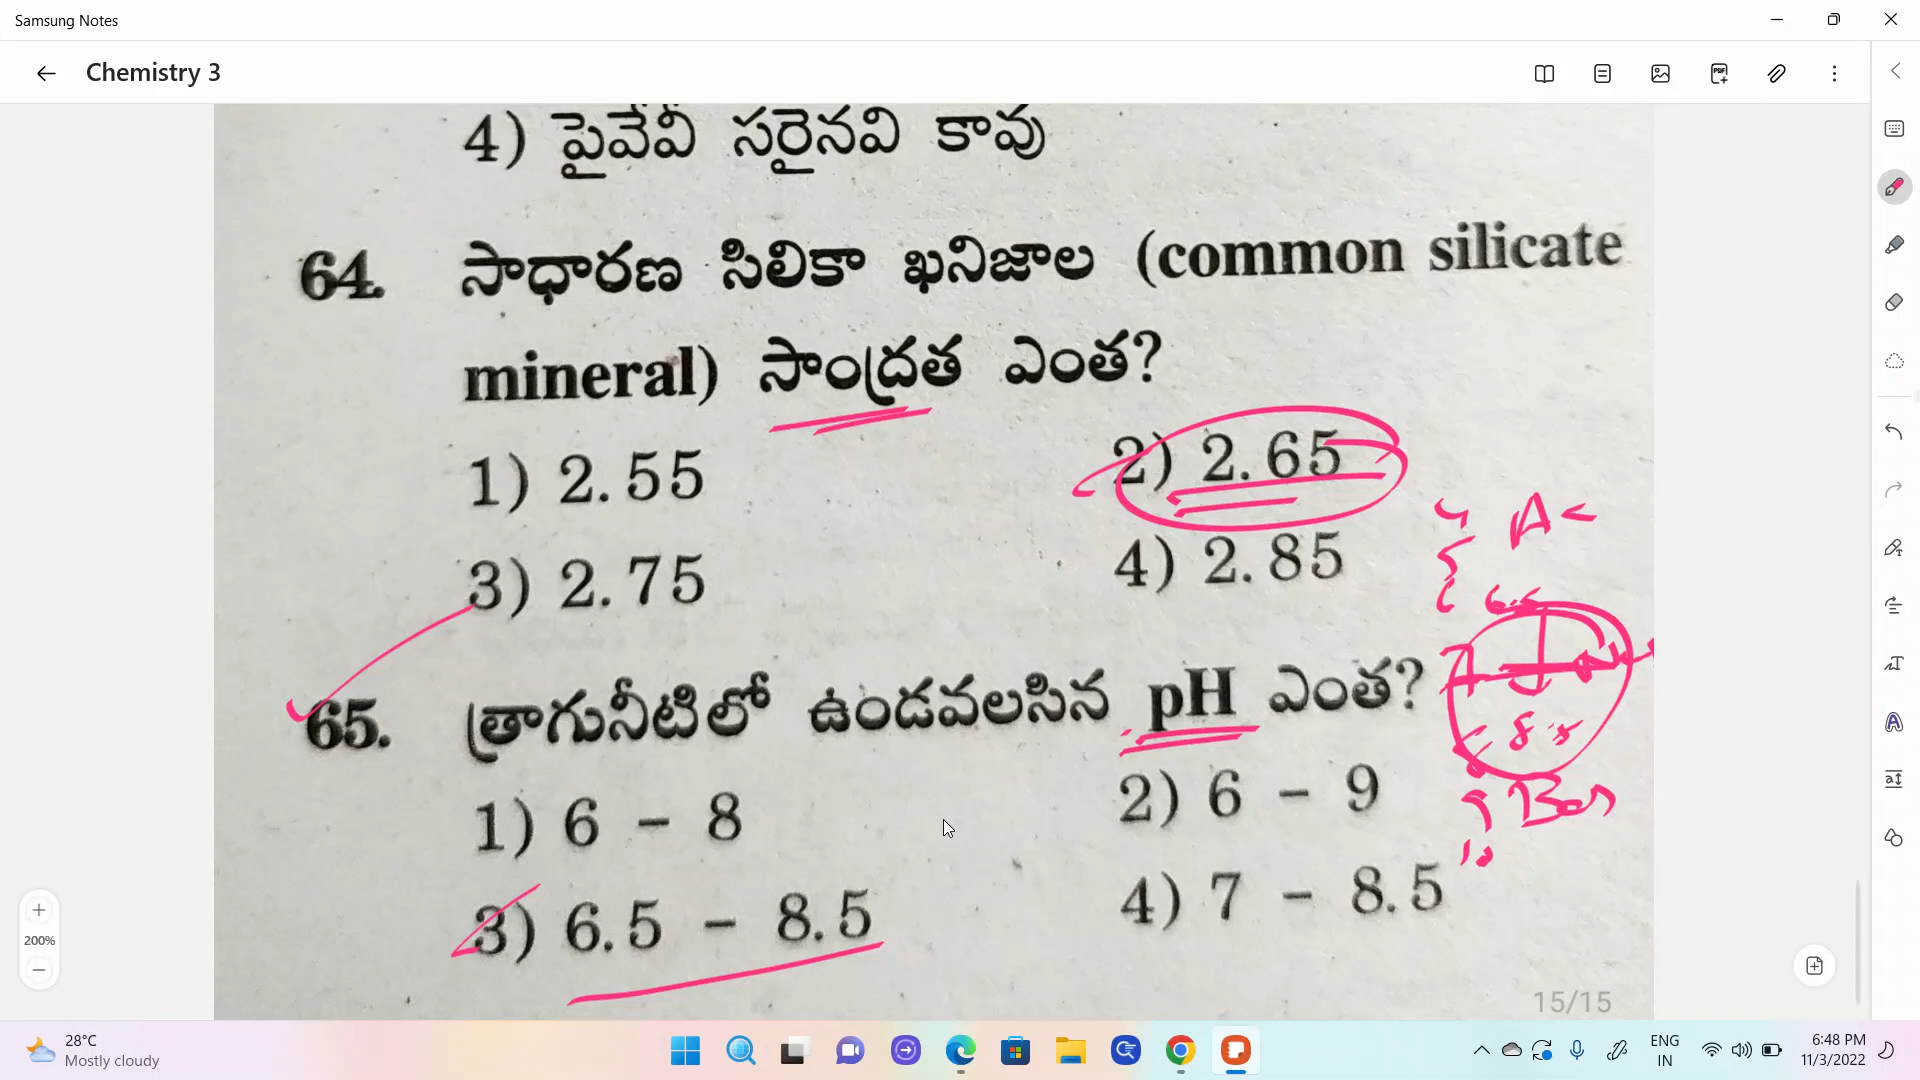 Samsung Notes
Chemistry 3
4) పైవేవీ సరైనవి కావు
64. సాధారణ సిలికా ఖనిజాల (common silicate
mineral) సాంద్రత ఎంత?
1) 2.55 2) 2.65
3) 2.75 4) 2.85
65. త్రాగునీటిలో ఉండవలసిన pH ఎంత?
1) 6 - 8 2) 6 - 9
3) 6.5 - 8.5 4) 7 - 8.5
15/15
200%
28°C
Mostly cloudy
ENG
IN
6:48 PM
11/3/2022